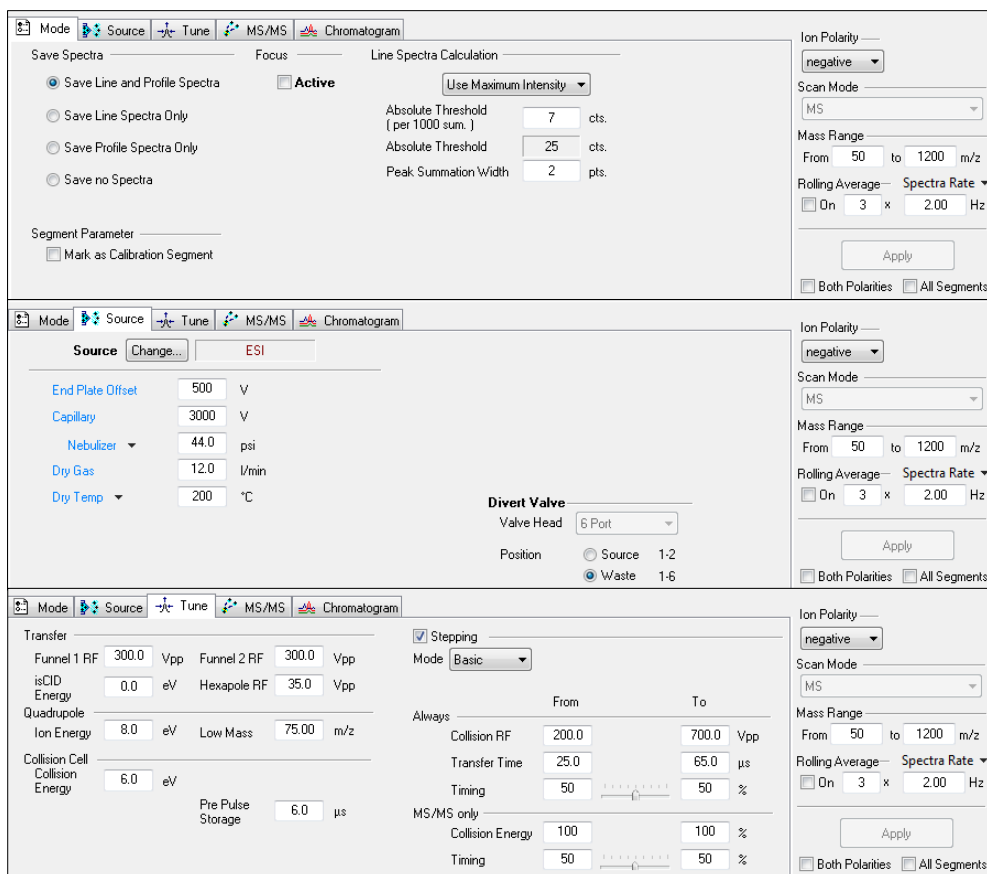 Mode Source Tune MS/MS Chromatogram
Save Spectra Focus Line Spectra Calculation
Save Line and Profile Spectra Active Use Maximum Intensity
Save Line Spectra Only Absolute Threshold ( per 1000 sum. ) 7 cts.
Save Profile Spectra Only Absolute Threshold 25 cts.
Save no Spectra Peak Summation Width 2 pts.
Segment Parameter
Mark as Calibration Segment
Ion Polarity
negative
Scan Mode
MS
Mass Range
From 50 to 1200 m/z
Rolling Average Spectra Rate
On 3 x 2.00 Hz
Apply
Both Polarities All Segments
Mode Source Tune MS/MS Chromatogram
Source Change... ESI
End Plate Offset 500 V
Capillary 3000 V
Nebulizer 44.0 psi
Dry Gas 12.0 l/min
Dry Temp 200 °C
Divert Valve
Valve Head 6 Port
Position Source 1-2
Waste 1-6
Ion Polarity
negative
Scan Mode
MS
Mass Range
From 50 to 1200 m/z
Rolling Average Spectra Rate
On 3 x 2.00 Hz
Apply
Both Polarities All Segments
Mode Source Tune MS/MS Chromatogram
Transfer
Funnel 1 RF 300.0 Vpp Funnel 2 RF 300.0 Vpp
isCID Energy 0.0 eV Hexapole RF 35.0 Vpp
Quadrupole
Ion Energy 8.0 eV Low Mass 75.00 m/z
Collision Cell
Collision Energy 6.0 eV
Pre Pulse Storage 6.0 µs
Stepping
Mode Basic
From To
Always
Collision RF 200.0 700.0 Vpp
Transfer Time 25.0 65.0 µs
Timing 50 50 %
MS/MS only
Collision Energy 100 100 %
Timing 50 50 %
Ion Polarity
negative
Scan Mode
MS
Mass Range
From 50 to 1200 m/z
Rolling Average Spectra Rate
On 3 x 2.00 Hz
Apply
Both Polarities All Segments